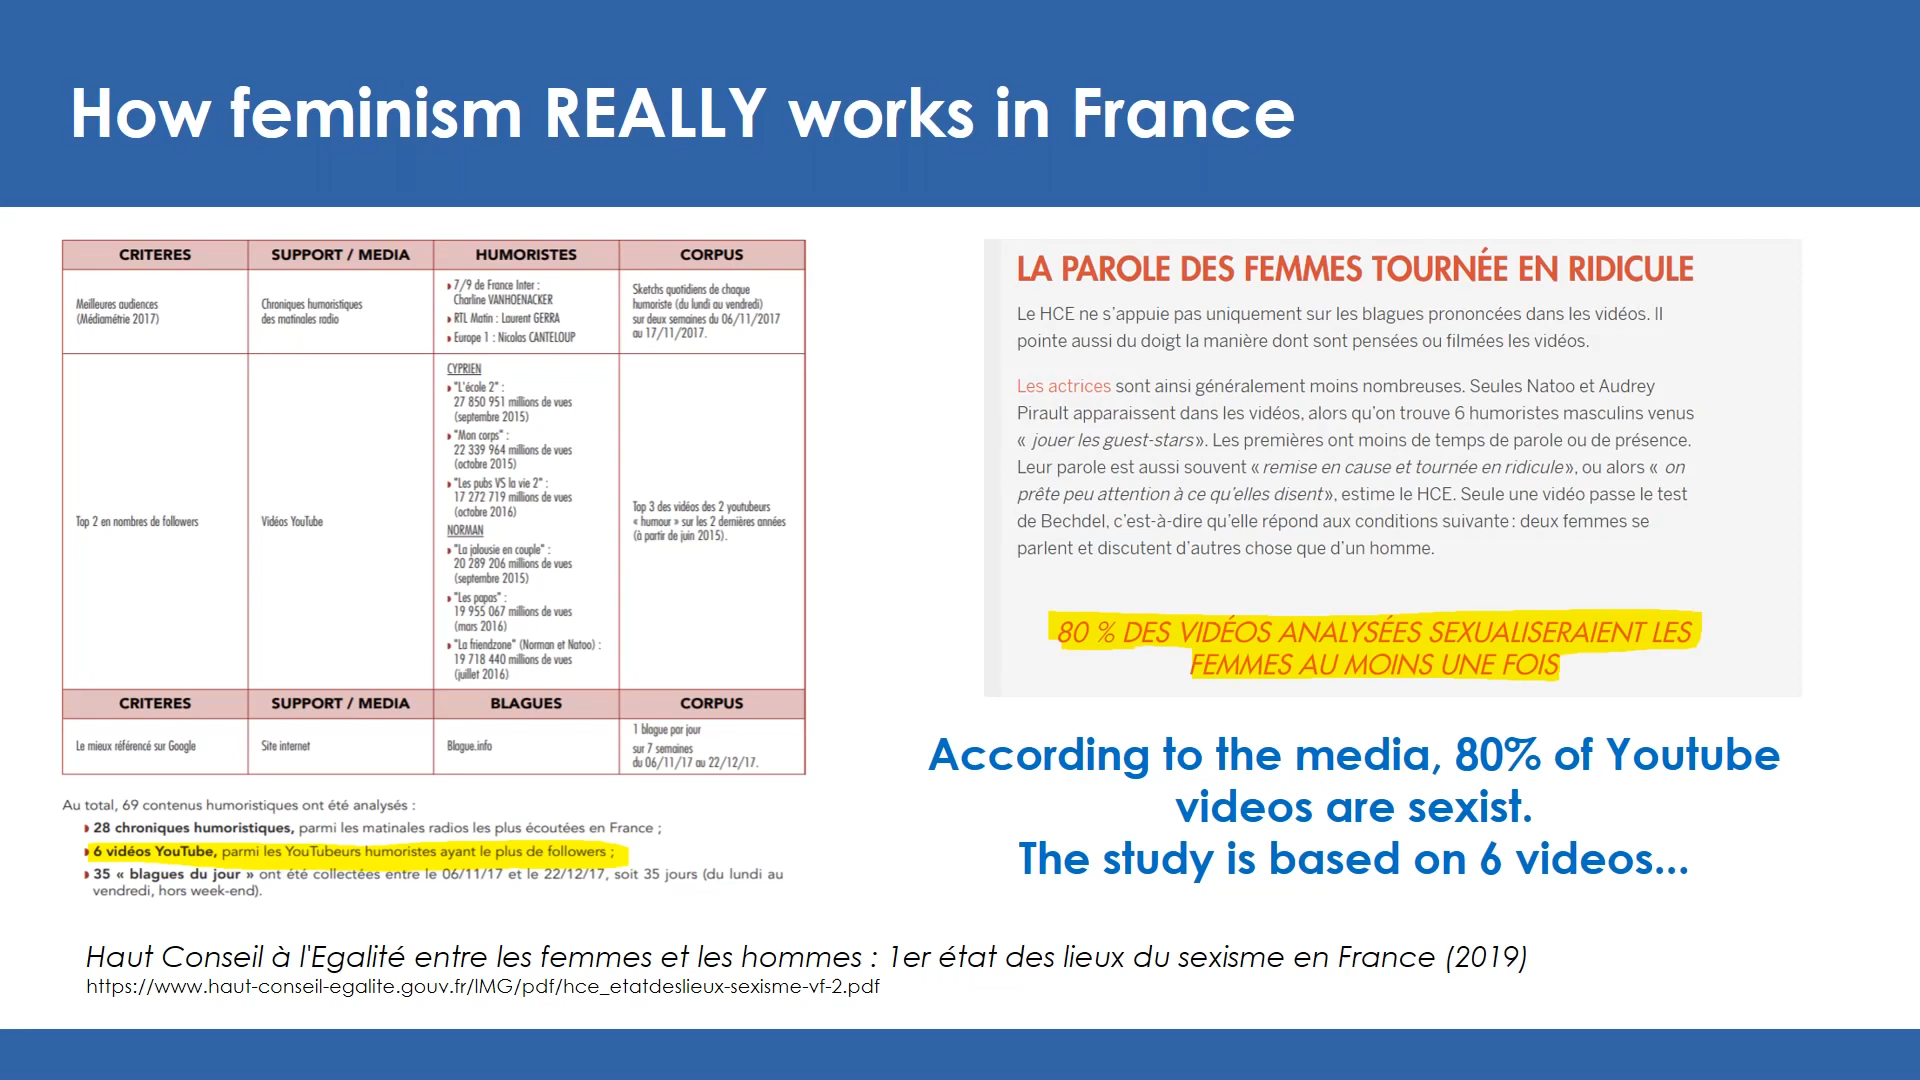 How feminism REALLY works in France
CRITERES SUPPORT / MEDIA HUMORISTES CORPUS
Meilleures audiences
(Médiamétrie 2017)
Chroniques humoristiques
des matinales radio
7/9 de France Inter :
Charline VANHOENACKER
RTL Matin : Laurent GERRA
Europe 1 : Nicolas CANTELOUP
Sketchs quotidiens de chaque
humoriste (du lundi au vendredi)
sur deux semaines du 06/11/2017
au 17/11/2017.
Top 2 en nombres de followers
Vidéos YouTube
CYPRIEN
"L'école 2" :
27 850 951 millions de vues
(septembre 2015)
"Mon corps" :
22 339 964 millions de vues
(octobre 2015)
"Les pubs VS la vie 2" :
17 272 719 millions de vues
(octobre 2016)
NORMAN
"La jalousie en couple" :
20 289 206 millions de vues
(septembre 2015)
"Les papas" :
19 955 067 millions de vues
(mars 2016)
"La friendzone" (Norman et Natoo) :
19 718 440 millions de vues
(juillet 2016)
Top 3 des vidéos des 2 youtubeurs
« humour » sur les 2 dernières années
(à partir de juin 2015).
CRITERES SUPPORT / MEDIA BLAGUES CORPUS
Le mieux référencé sur Google
Site internet
Blague.info
1 blague par jour
sur 7 semaines
du 06/11/17 au 22/12/17.
Au total, 69 contenus humoristiques ont été analysés :
28 chroniques humoristiques, parmi les matinales radios les plus écoutées en France ;
6 vidéos YouTube, parmi les YouTubeurs humoristes ayant le plus de followers ;
35 « blagues du jour » ont été collectées entre le 06/11/17 et le 22/12/17, soit 35 jours (du lundi au
vendredi, hors week-end).
LA PAROLE DES FEMMES TOURNÉE EN RIDICULE
Le HCE ne s'appuie pas uniquement sur les blagues prononcées dans les vidéos. Il
pointe aussi du doigt la manière dont sont pensées ou filmées les vidéos.
Les actrices sont ainsi généralement moins nombreuses. Seules Natoo et Audrey
Pirault apparaissent dans les vidéos, alors qu'on trouve 6 humoristes masculins venus
« jouer les guest-stars ». Les premières ont moins de temps de parole ou de présence.
Leur parole est aussi souvent « remise en cause et tournée en ridicule », ou alors « on
prête peu attention à ce qu'elles disent », estime le HCE. Seule une vidéo passe le test
de Bechdel, c'est-à-dire qu'elle répond aux conditions suivante : deux femmes se
parlent et discutent d'autres chose que d'un homme.
80 % DES VIDÉOS ANALYSÉES SEXUALISERAIENT LES
FEMMES AU MOINS UNE FOIS
According to the media, 80% of Youtube
videos are sexist.
The study is based on 6 videos...
Haut Conseil à l'Egalité entre les femmes et les hommes : 1er état des lieux du sexisme en France (2019)
https://www.haut-conseil-egalite.gouv.fr/IMG/pdf/hce_etatdeslieux-sexisme-vf-2.pdf